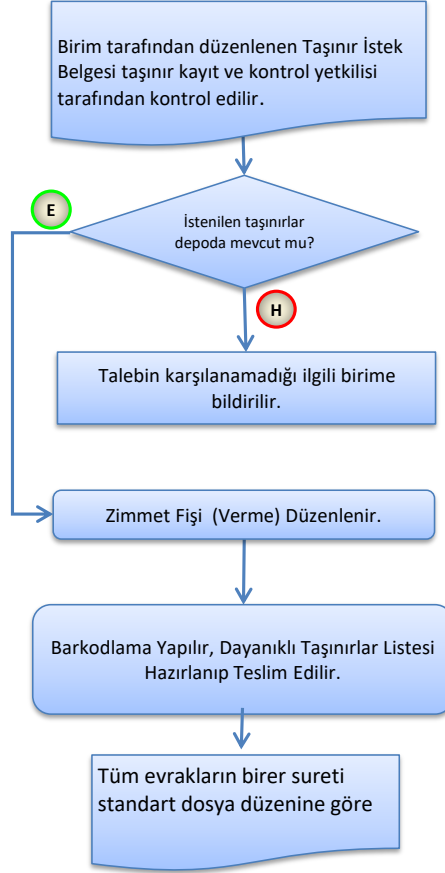 Birim tarafından düzenlenen Taşınır İstek
Belgesi taşınır kayıt ve kontrol yetkilisi
tarafından kontrol edilir.
E
İstenilen taşınırlar
depoda mevcut mu?
H
Talebin karşılanamadığı ilgili birime
bildirilir.
Zimmet Fişi  (Verme) Düzenlenir.
Barkodlama Yapılır, Dayanıklı Taşınırlar Listesi
Hazırlanıp Teslim Edilir.
Tüm evrakların birer sureti
standart dosya düzenine göre